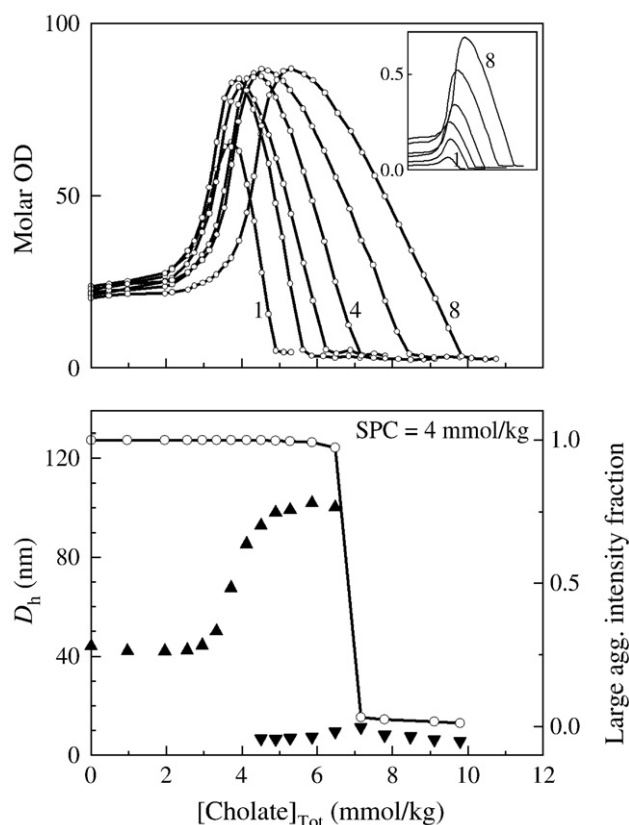 100
50
0
Molar OD
1
4
8
0.5
0.0
8
1
SPC = 4 mmol/kg
120
80
40
0
D_h (nm)
1.0
0.5
0.0
Large agg. intensity fraction
0 2 4 6 8 10 12
[Cholate]_Tot (mmol/kg)